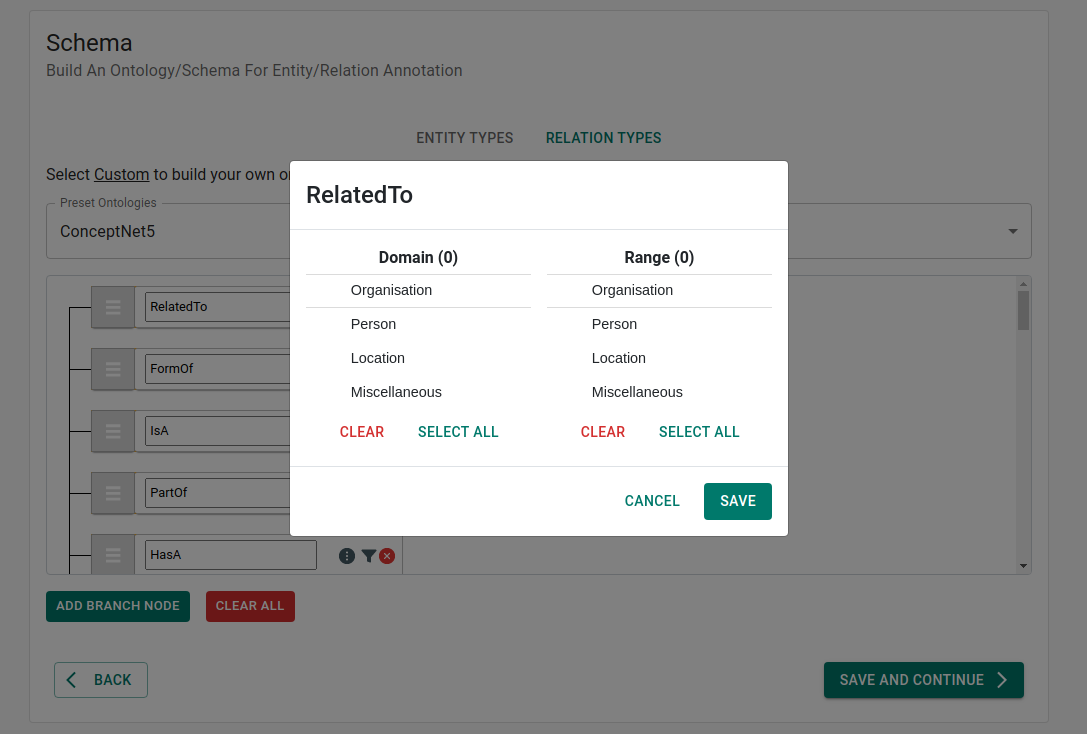 Schema
Build An Ontology/Schema For Entity/Relation Annotation
ENTITY TYPES
RELATION TYPES
Select Custom to build your own
Preset Ontologies
ConceptNet5
RelatedTo
FormOf
IsA
PartOf
HasA
RelatedTo
Domain (0)
Organisation
Person
Location
Miscellaneous
CLEAR
SELECT ALL
Range (0)
Organisation
Person
Location
Miscellaneous
CLEAR
SELECT ALL
CANCEL
SAVE
ADD BRANCH NODE
CLEAR ALL
BACK
SAVE AND CONTINUE